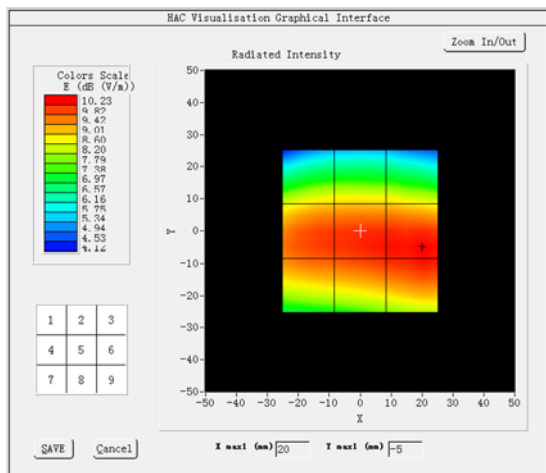 HAC Visualisation Graphical Interface
Zoom In/Out
Radiated Intensity
Colors Scale
E (dB (V/m))
10.23
9.82
9.42
9.01
8.60
8.20
7.79
7.38
6.97
6.57
6.16
5.75
5.34
4.94
4.53
4.12
50
40
30
20
10
0
-10
-20
-30
-40
-50
Y
-50 -40 -30 -20 -10 0 10 20 30 40 50
X
1 2 3
4 5 6
7 8 9
SAVE Cancel
X max1 (mm) 20 Y max1 (mm) -5